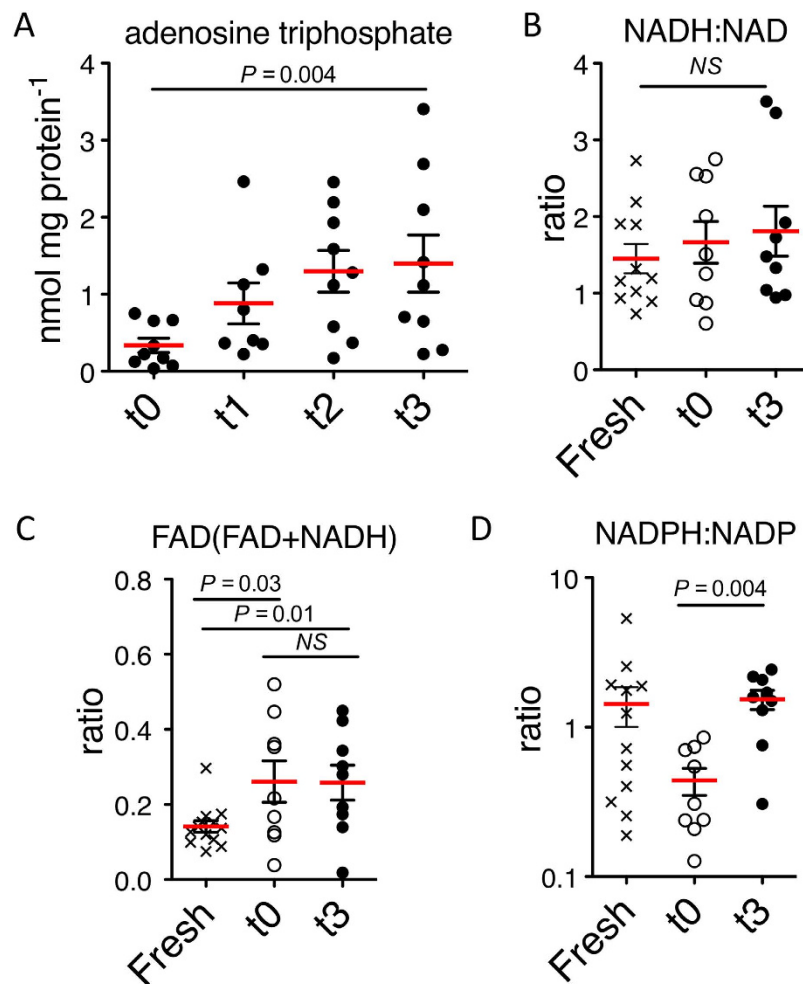 A
adenosine triphosphate
P = 0.004
nmol mg protein⁻¹
4
3
2
1
0
t0
t1
t2
t3
B
NADH:NAD
NS
ratio
4
3
2
1
0
Fresh
t0
t3
C
FAD(FAD+NADH)
P = 0.03
P = 0.01
NS
ratio
0.8
0.6
0.4
0.2
0.0
Fresh
t0
t3
D
NADPH:NADP
P = 0.004
ratio
10
1
0.1
Fresh
t0
t3